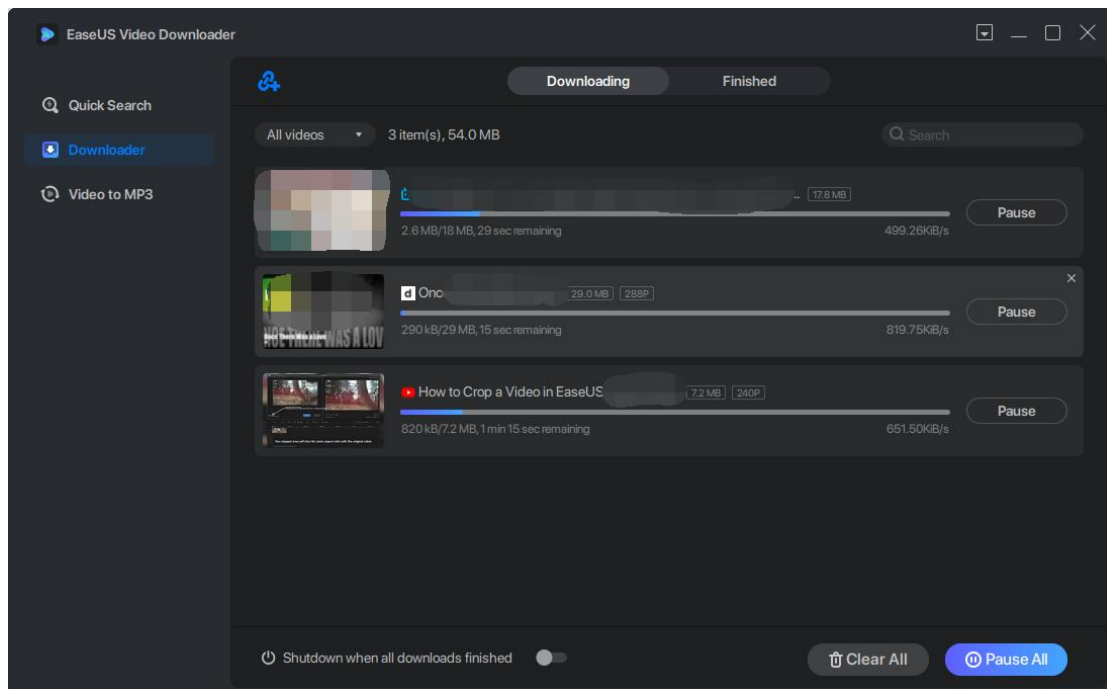 EaseUS Video Downloader
Quick Search
Downloader
Video to MP3
Downloading
Finished
All videos
3 item(s), 54.0 MB
Search
.. 17.8 MB
2.6 MB/18 MB, 29 sec remaining
499.26KiB/s
Pause
d Onc 29.0 MB 288P
290 kB/29 MB, 15 sec remaining
819.75KiB/s
Pause
Once There Was a Love
How to Crop a Video in EaseUS 7.2 MB 240P
820 kB/7.2 MB, 1 min 15 sec remaining
651.50KiB/s
Pause
Shutdown when all downloads finished
Clear All
Pause All